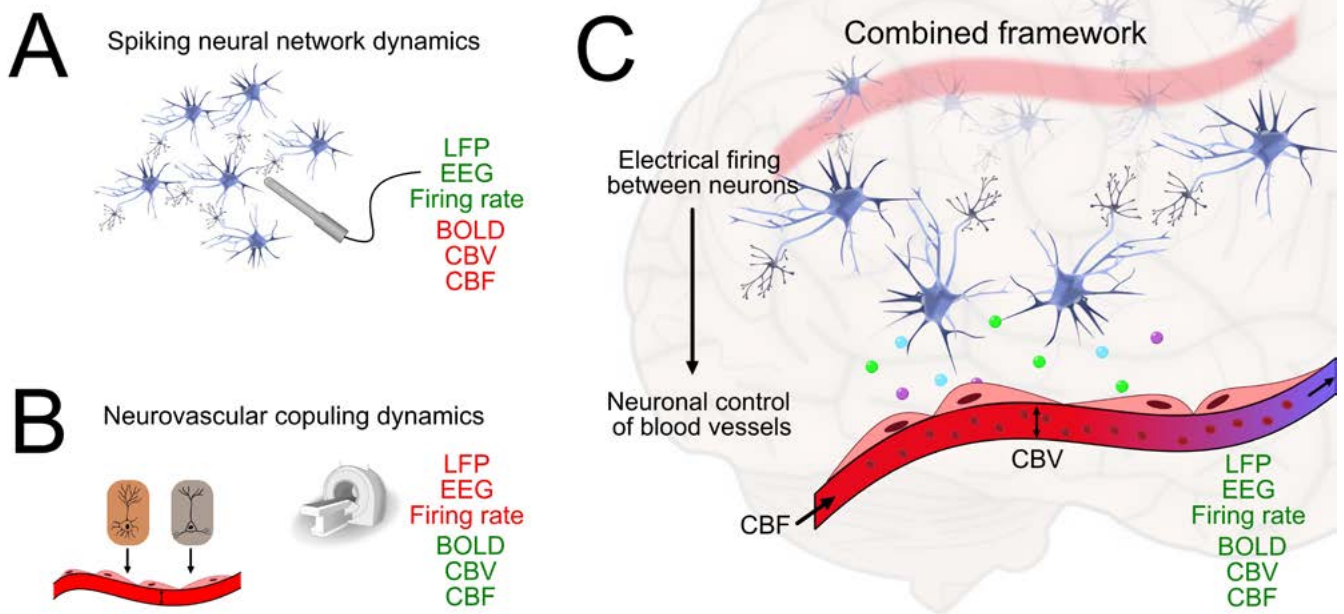 A
Spiking neural network dynamics
LFP
EEG
Firing rate
BOLD
CBV
CBF
B
Neurovascular copuling dynamics
LFP
EEG
Firing rate
BOLD
CBV
CBF
C
Combined framework
Electrical firing
between neurons
Neuronal control
of blood vessels
CBV
CBF
LFP
EEG
Firing rate
BOLD
CBV
CBF